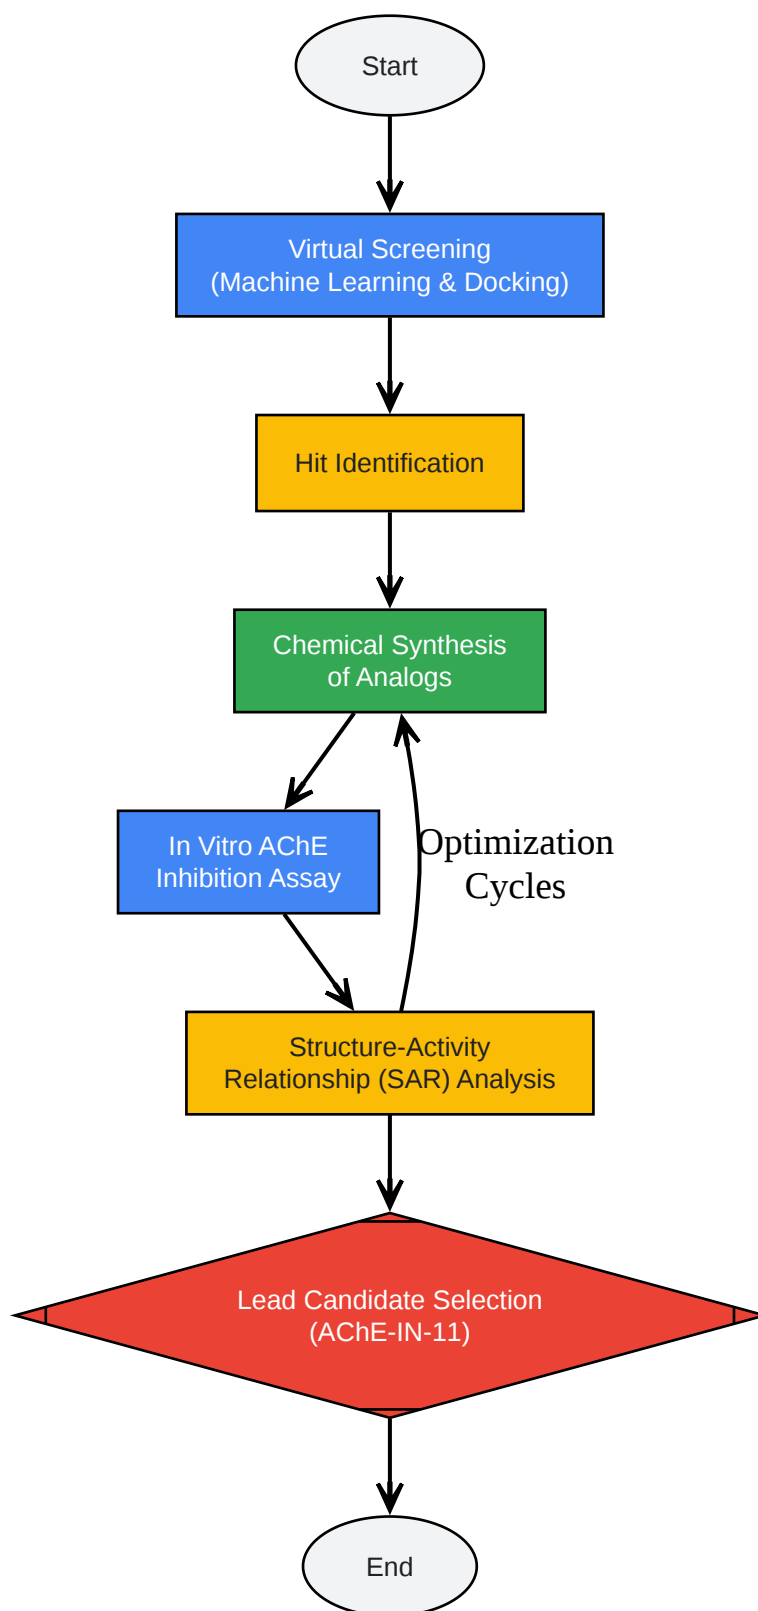 Start
Virtual Screening
(Machine Learning & Docking)
Hit Identification
Chemical Synthesis
of Analogs
In Vitro AChE
Inhibition Assay
Optimization
Cycles
Structure-Activity
Relationship (SAR) Analysis
Lead Candidate Selection
(AChE-IN-11)
End